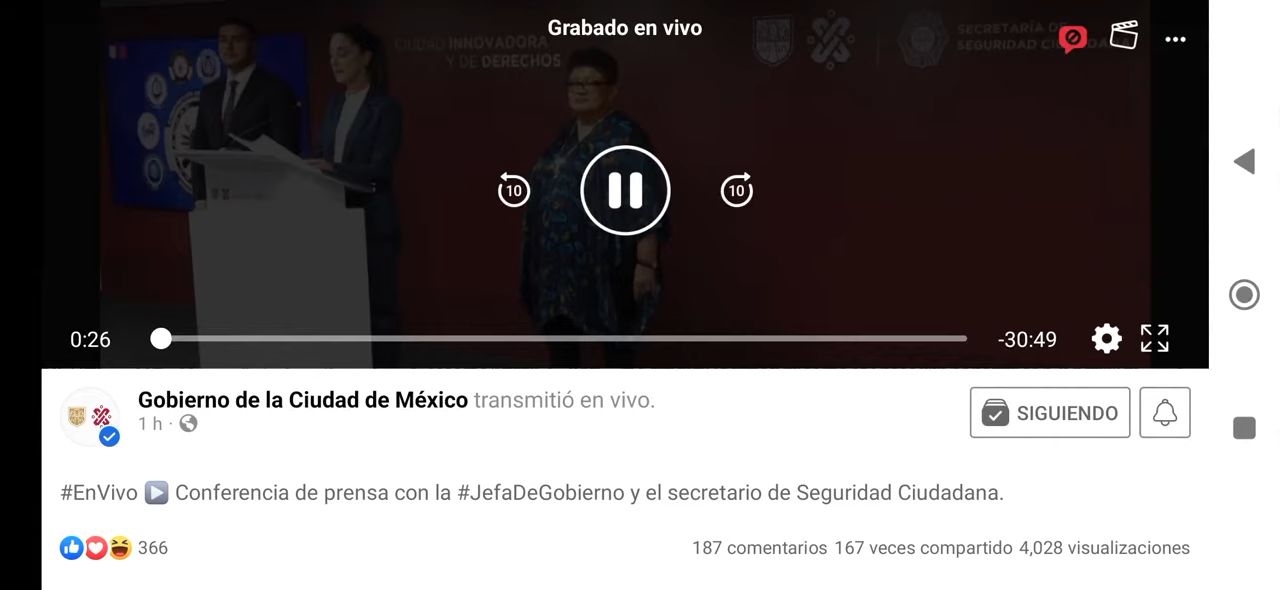 Grabado en vivo
CIUDAD INNOVADORA
Y DE DERECHOS
SECRETARÍA DE
SEGURIDAD CIUDADANA
10
10
0:26
-30:49
Gobierno de la Ciudad de México transmitió en vivo.
1 h ·
SIGUIENDO
#EnVivo ▶️ Conferencia de prensa con la #JefaDeGobierno y el secretario de Seguridad Ciudadana.
366
187 comentarios 167 veces compartido 4,028 visualizaciones